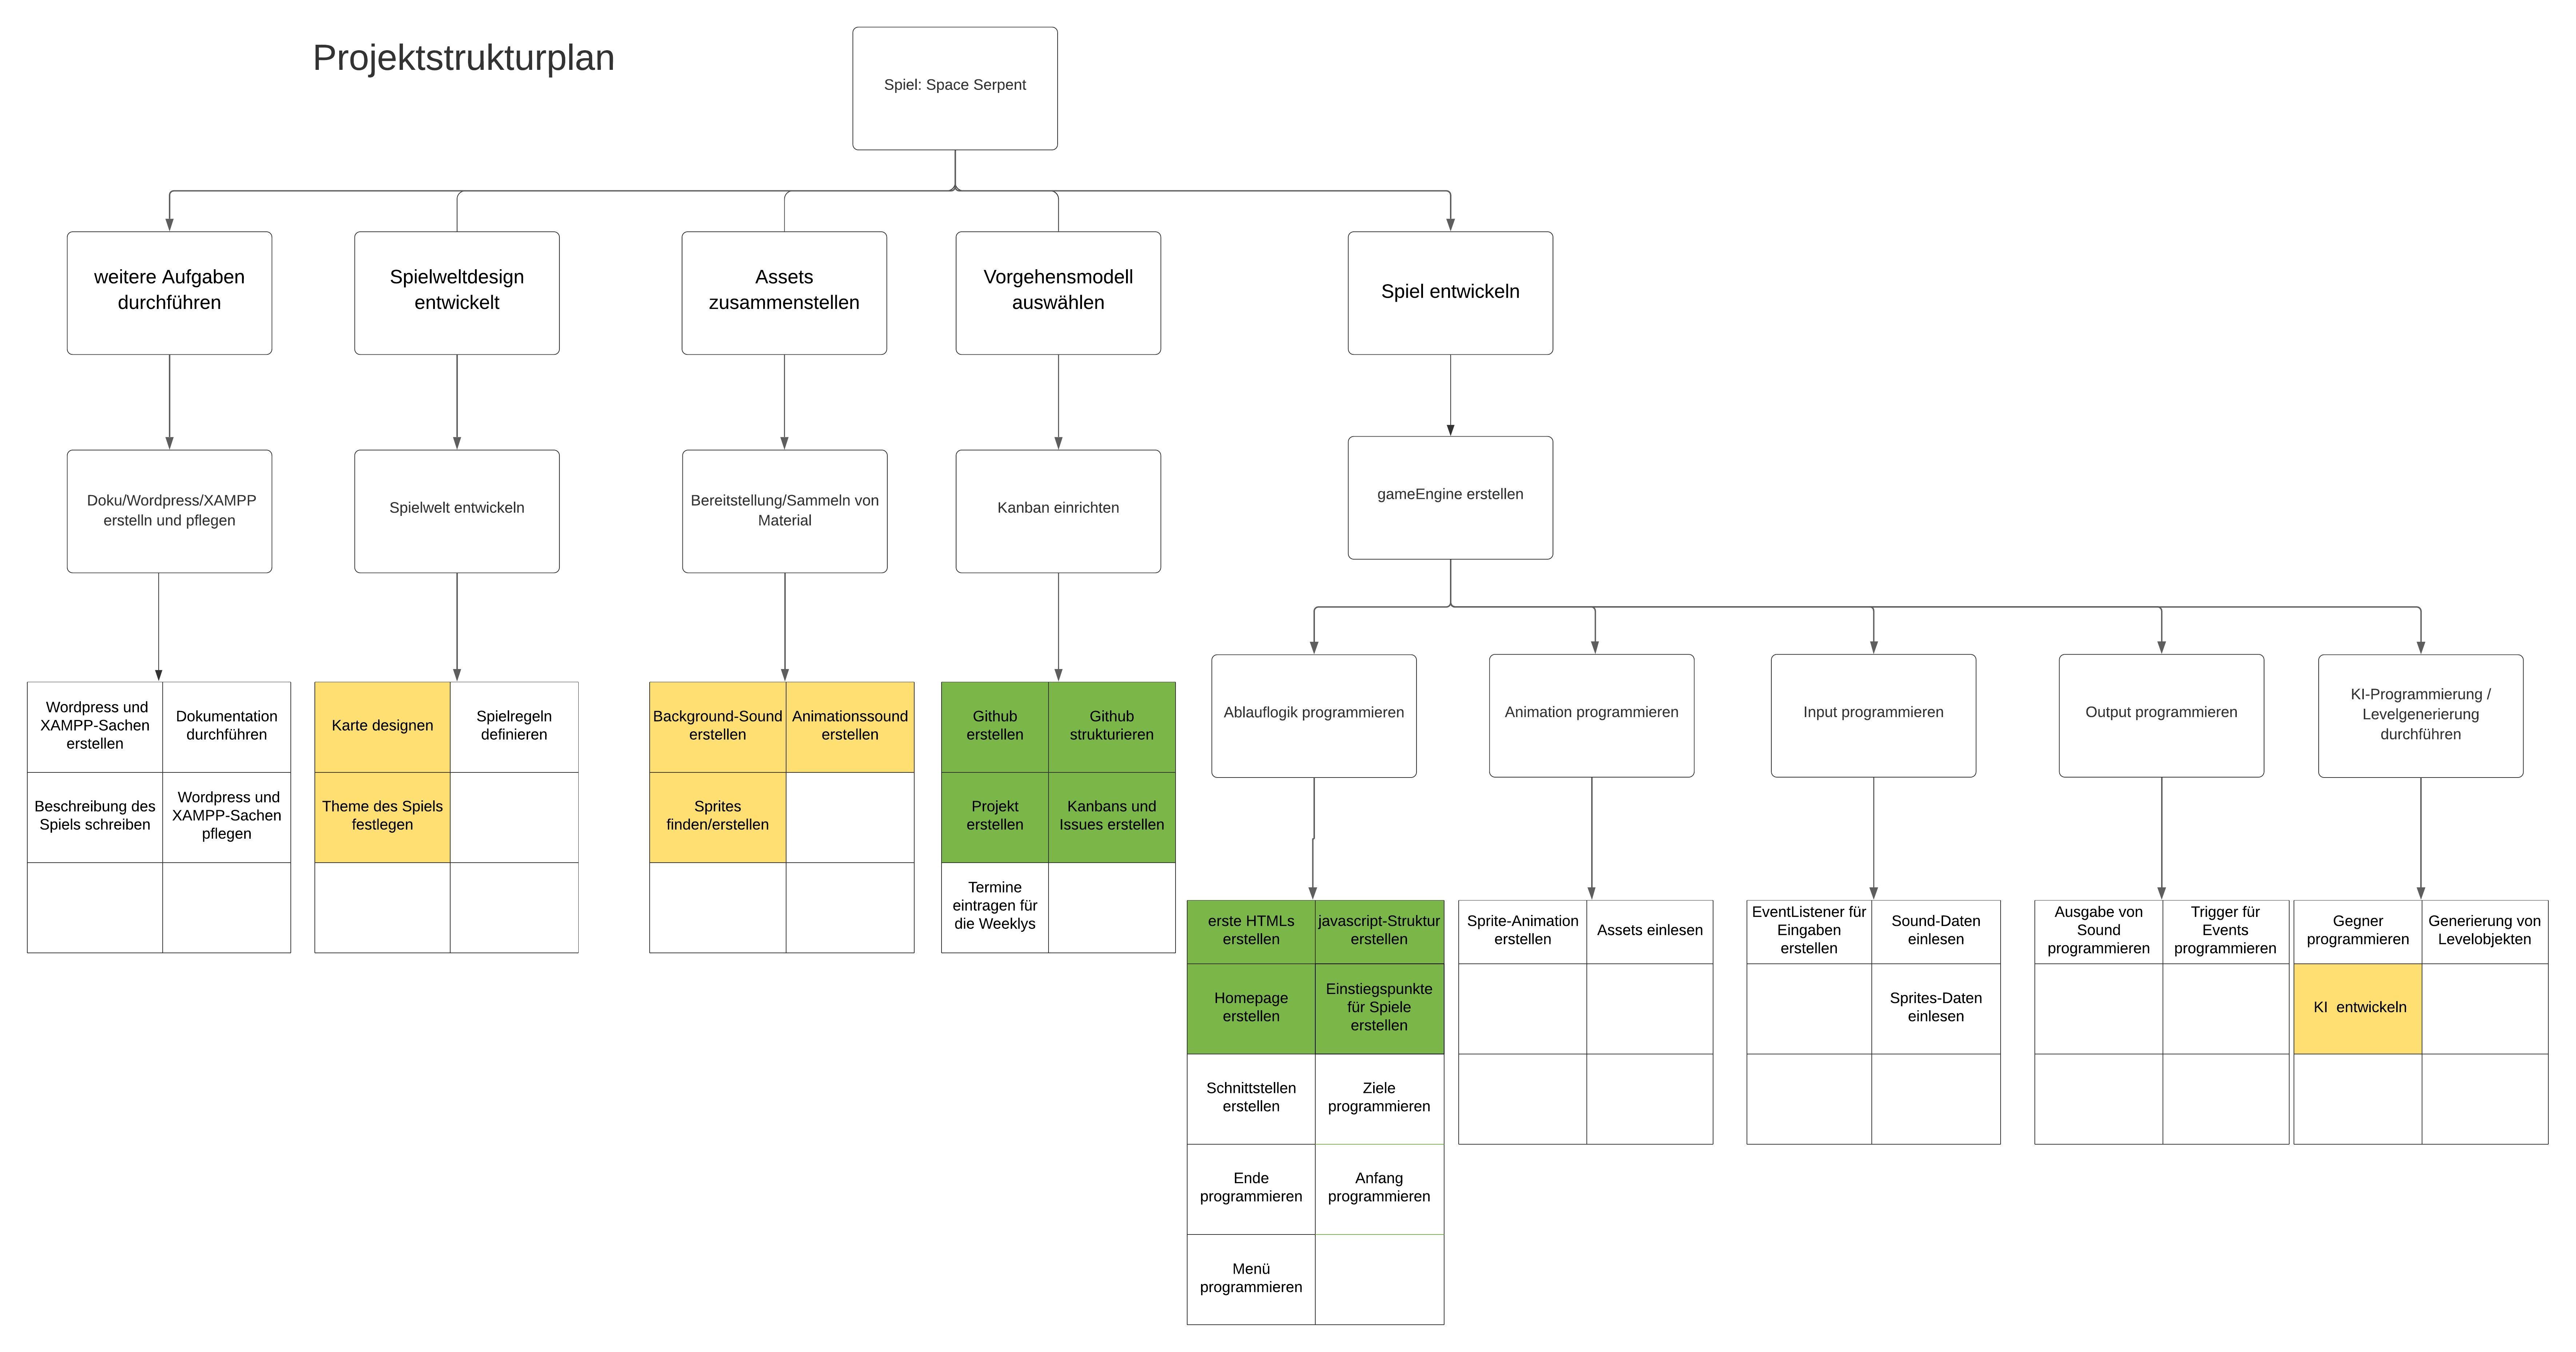 Projektstrukturplan
Spiel: Space Serpent
weitere Aufgaben
durchführen
Spielweltdesign
entwickelt
Assets
zusammenstellen
Vorgehensmodell
auswählen
Spiel entwickeln
Doku/Wordpress/XAMPP
erstelln und pflegen
Spielwelt entwickeln
Bereitstellung/Sammeln von
Material
Kanban einrichten
gameEngine erstellen
Wordpress und
XAMPP-Sachen
erstellen
Dokumentation
durchführen
Beschreibung des
Spiels schreiben
Wordpress und
XAMPP-Sachen
pflegen
Karte designen
Spielregeln
definieren
Theme des Spiels
festlegen
Background-Sound
erstellen
Animationssound
erstellen
Sprites
finden/erstellen
Github
erstellen
Github
strukturieren
Projekt
erstellen
Kanbans und
Issues erstellen
Termine
eintragen für
die Weeklys
Ablauflogik programmieren
Animation programmieren
Input programmieren
Output programmieren
KI-Programmierung /
Levelgenerierung
durchführen
erste HTMLs
erstellen
javascript-Struktur
erstellen
Homepage
erstellen
Einstiegspunkte
für Spiele
erstellen
Schnittstellen
erstellen
Ziele
programmieren
Ende
programmieren
Anfang
programmieren
Menü
programmieren
Sprite-Animation
erstellen
Assets einlesen
EventListener für
Eingaben
erstellen
Sound-Daten
einlesen
Sprites-Daten
einlesen
Ausgabe von
Sound
programmieren
Trigger für
Events
programmieren
Gegner
programmieren
Generierung von
Levelobjekten
KI  entwickeln